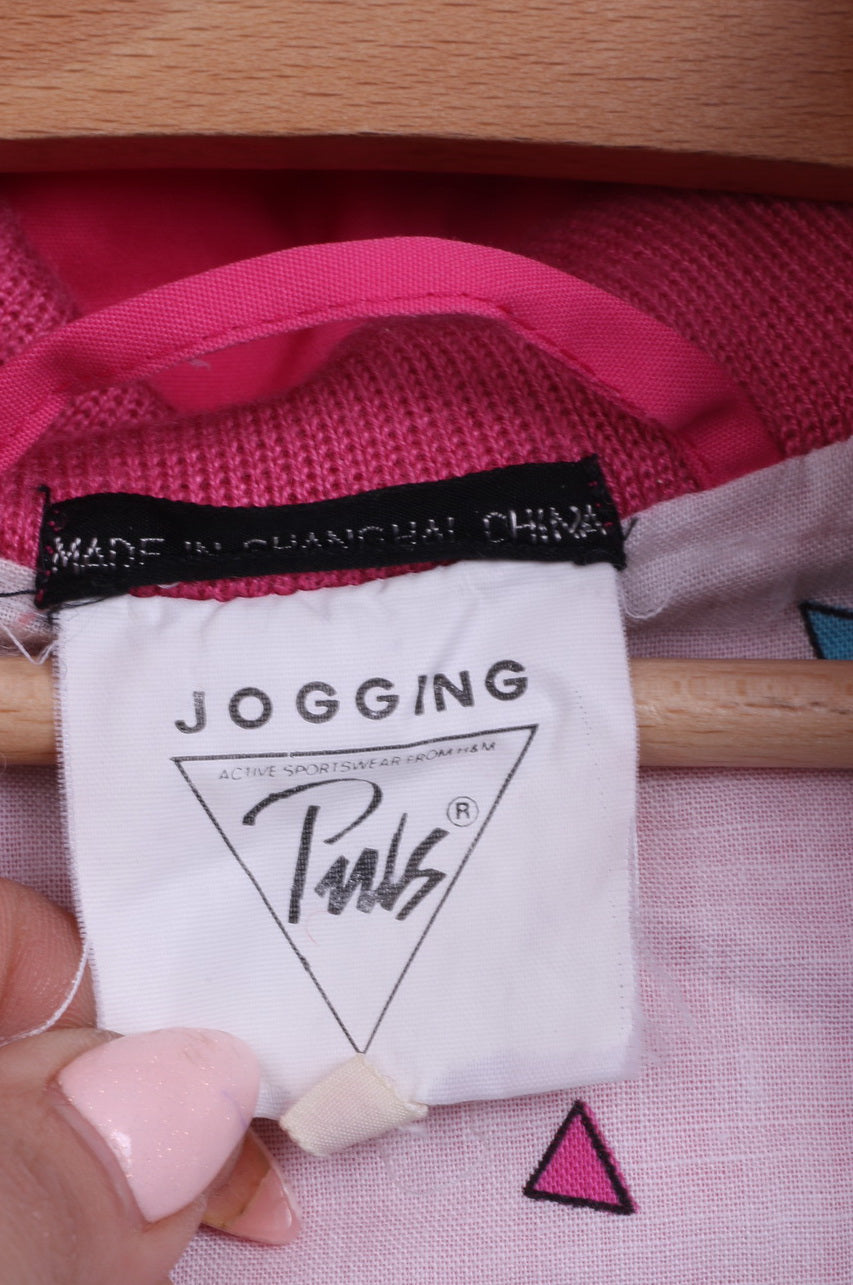 MADE IN SHANGHAI CHINA
JOGGING
ACTIVE SPORTSWEAR FROM H&M
Puls ®